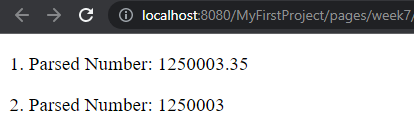 localhost:8080/MyFirstProject/pages/week7/
1. Parsed Number: 1250003.35
2. Parsed Number: 1250003